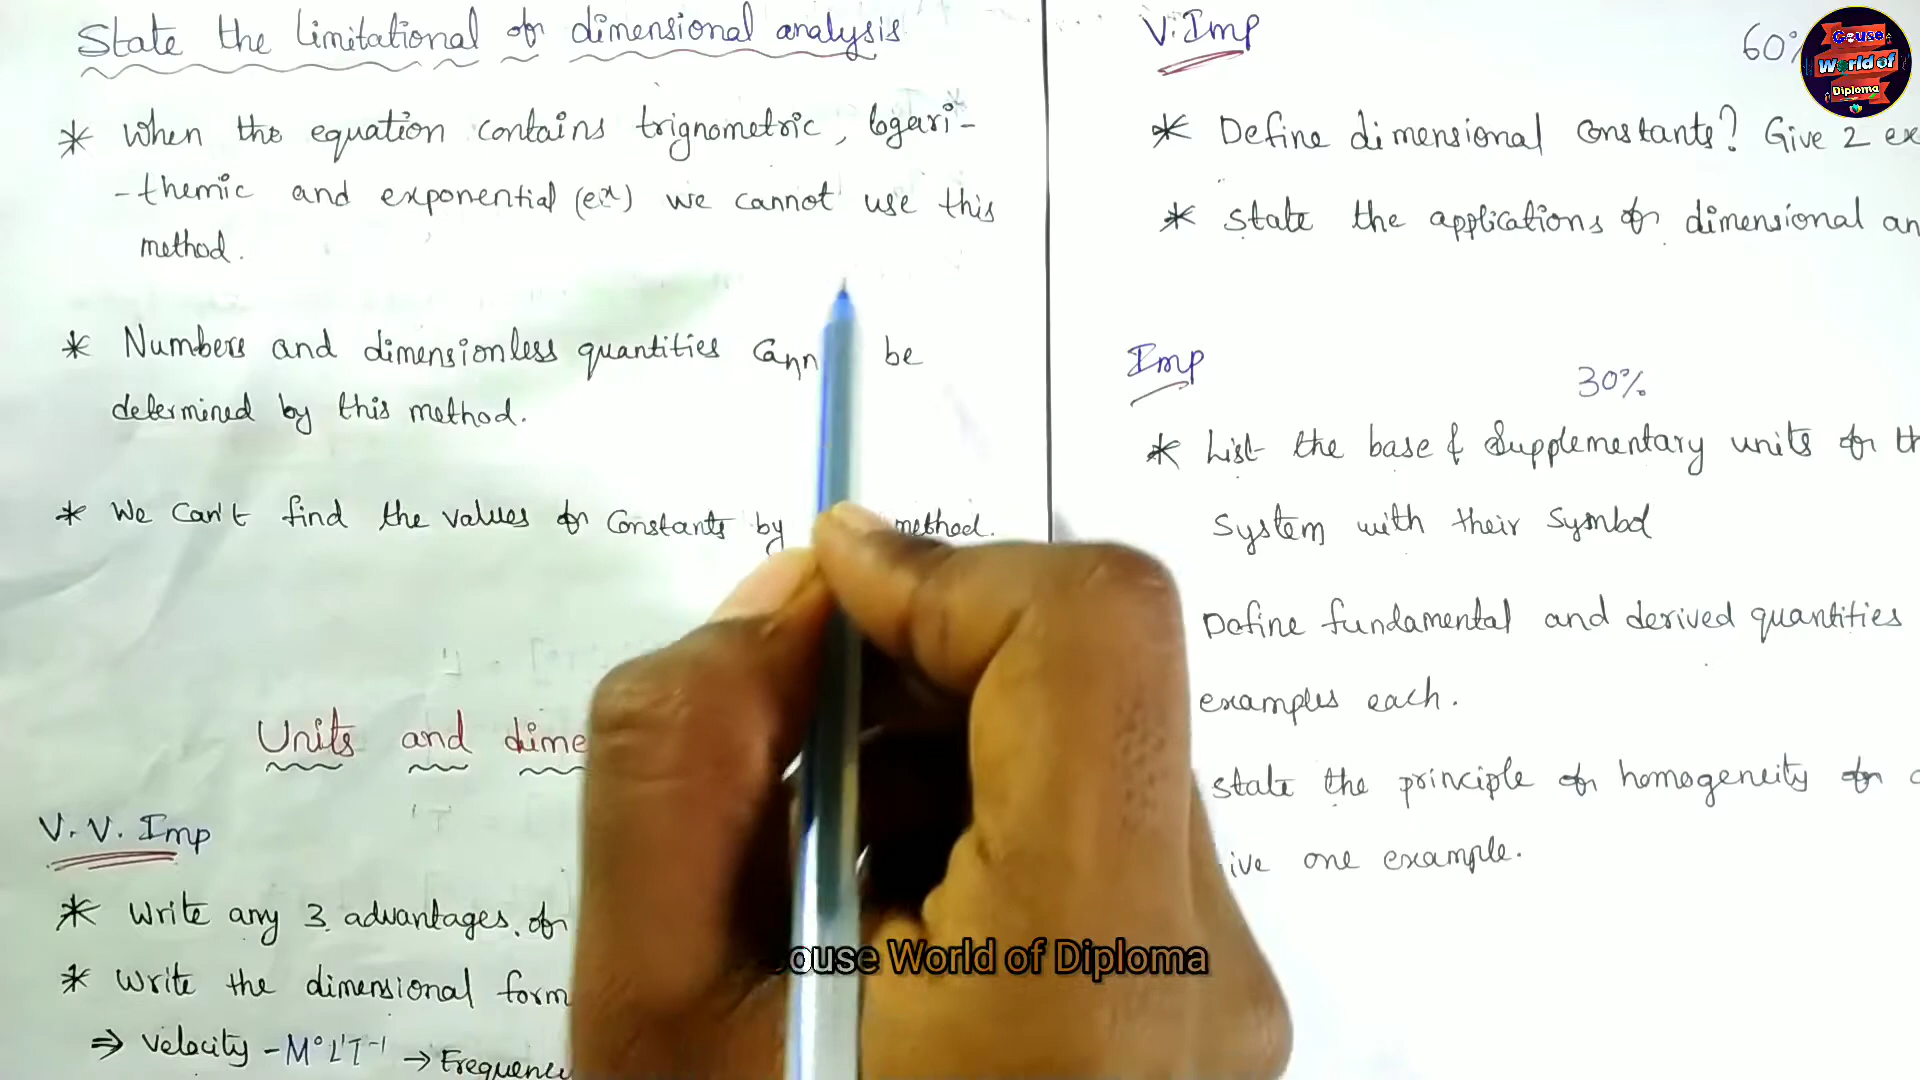 State the limitational of dimensional analysis
* When the equation contains trignometric, logari-
-themic and exponential (ex) we cannot use this
method.
* Numbers and dimensionless quantities be
determined by this method.
* We Can't find the values of Constants by method.
Units and dime
V. V. Imp
* Write any 3 advantages of
* Write the dimensional form
⇒ Velocity - M⁰L¹T⁻¹ → Frequency
V. Imp
60%
* Define dimensional Constants? Give 2 ex
* State the applications of dimensional an
Imp
30%
* List the base & Supplementary units of th
System with their Symbol
Define fundamental and derived quantities
examples each.
state the principle of homogeneity of
ive one example.
Gouse
World of
Diploma
ouse World of Diploma